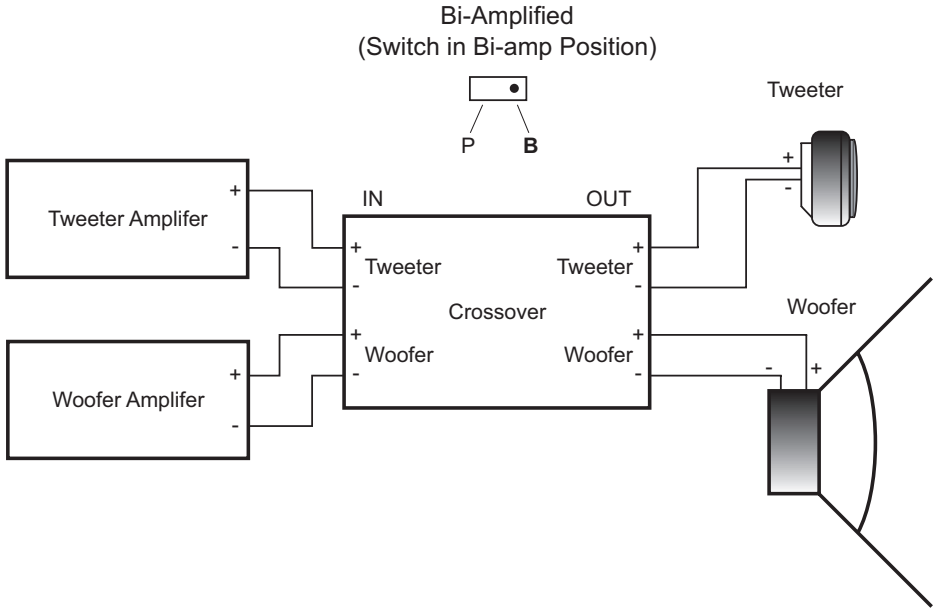 Bi-Amplified
(Switch in Bi-amp Position)
P B
Tweeter
+
-
Tweeter Amplifer
+
-
IN OUT
+ +
Tweeter Tweeter
- -
Crossover
+ +
Woofer Woofer
- -
Woofer Amplifer
+
-
Woofer
- +